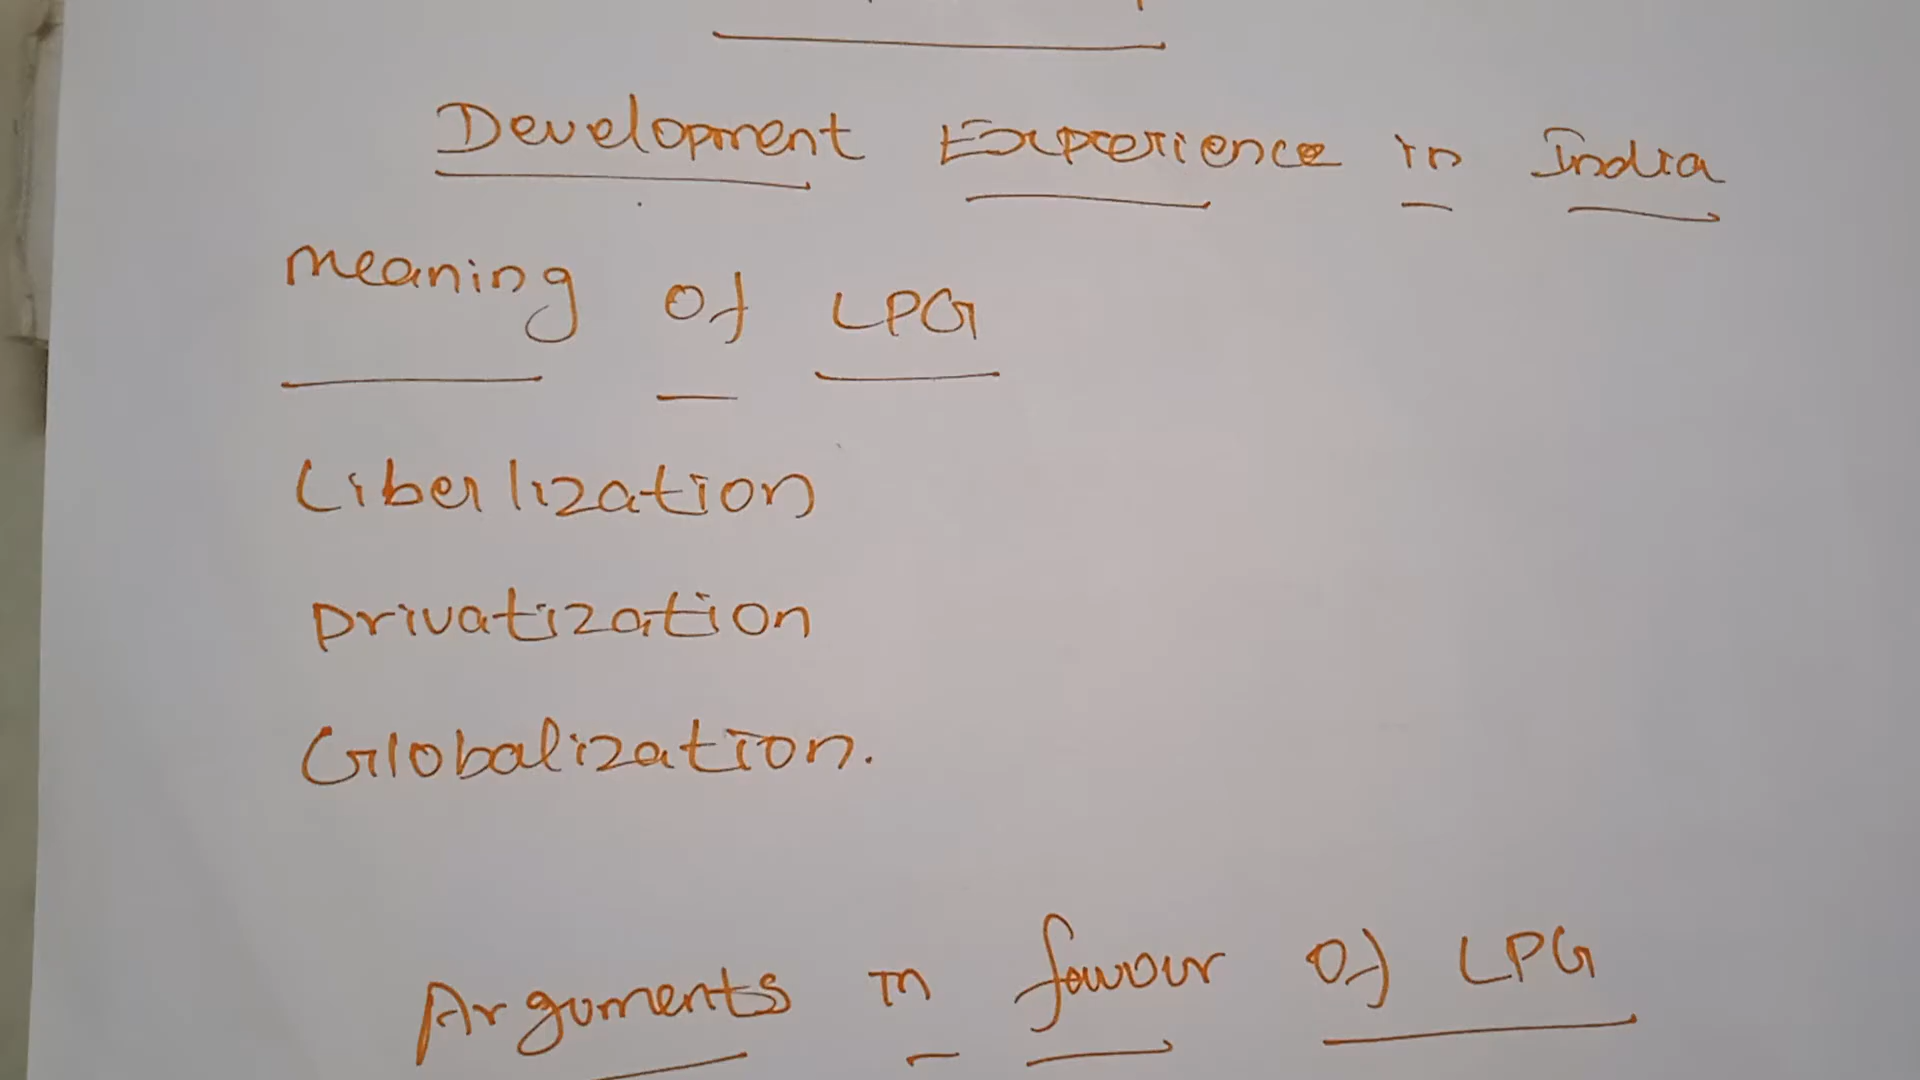 Development Experience in India
meaning of LPG
Liberlization
Privatization
Globalization.
Arguments in favour of LPG